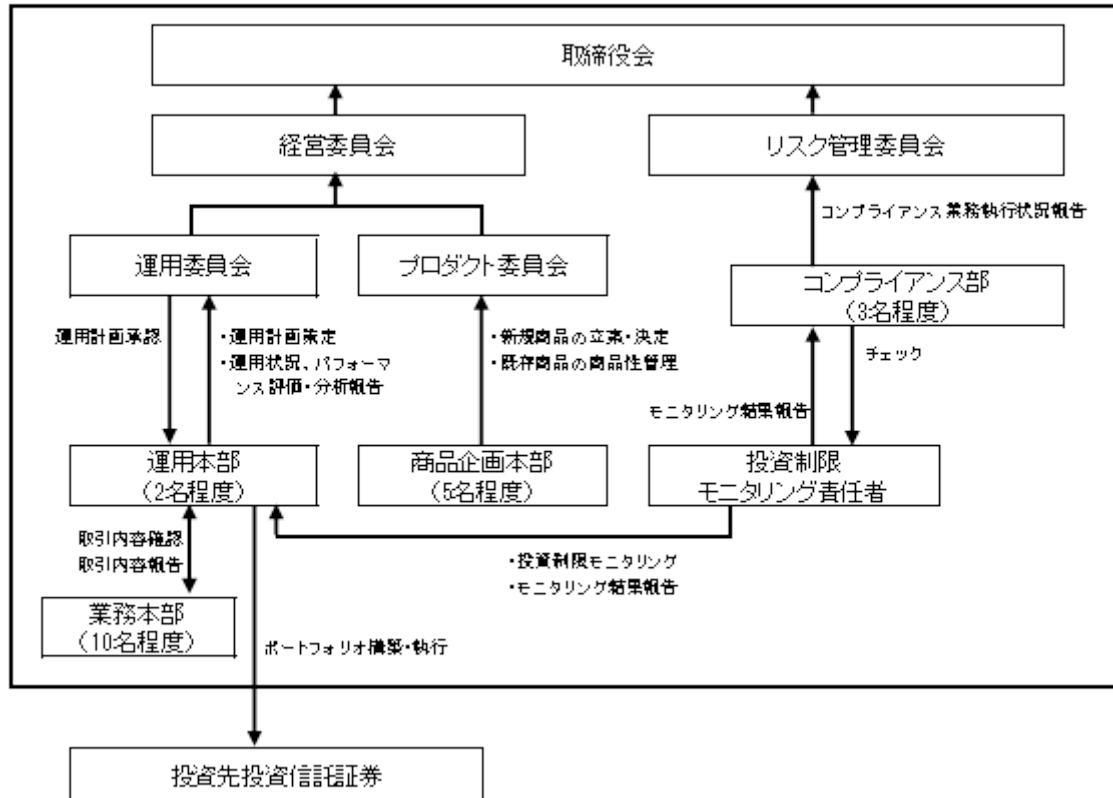 取締役会
経営委員会
リスク管理委員会
コンプライアンス業務執行状況報告
運用委員会
プロダクト委員会
コンプライアンス部
（3名程度）
運用計画承認
・運用計画策定
・運用状況、パフォーマ
ンス評価・分析報告
・新規商品の立案・決定
・既存商品の商品性管理
チェック
モニタリング結果報告
運用本部
（2名程度）
商品企画本部
（5名程度）
投資制限
モニタリング責任者
取引内容確認
取引内容報告
・投資制限モニタリング
・モニタリング結果報告
業務本部
（10名程度）
ポートフォリオ構築・執行
投資先投資信託証券